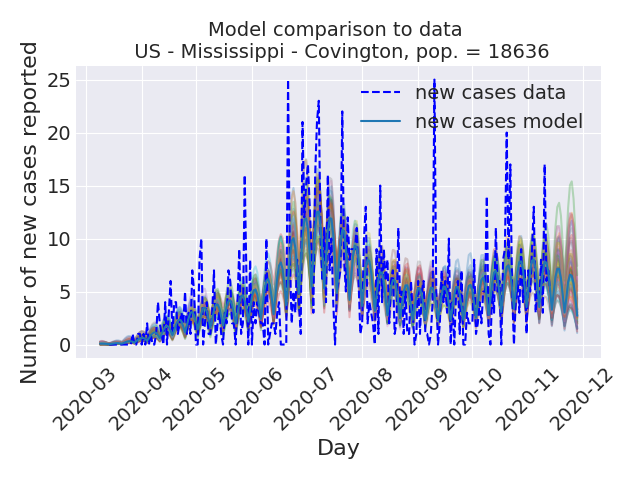 Model comparison to data
US - Mississippi - Covington, pop. = 18636
Number of new cases reported
25
20
15
10
5
0
new cases data
new cases model
2020-03
2020-04
2020-05
2020-06
2020-07
2020-08
2020-09
2020-10
2020-11
2020-12
Day